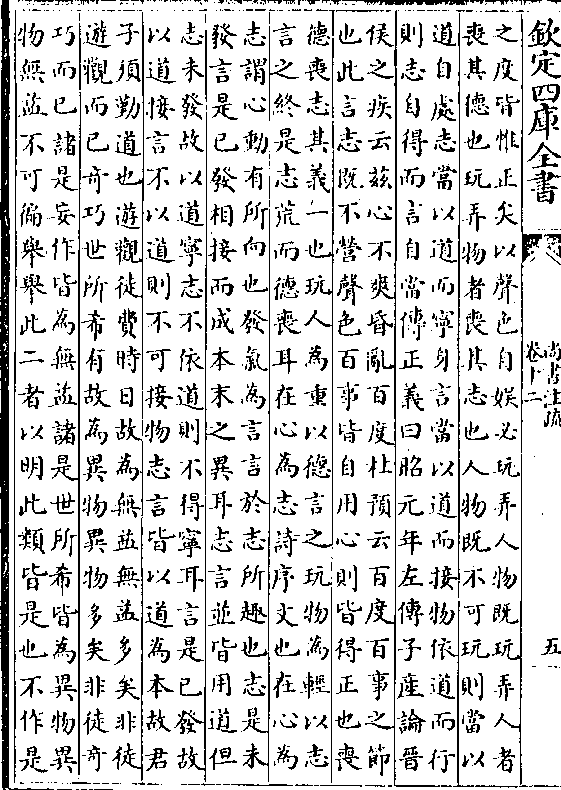 欽定四庫全書
尚書注疏
卷十二
五
之度皆惟正矣以聲色自娛必玩弄人物既玩弄人者
喪其德也玩弄物者喪其志也人物既不可玩則當以
道自處志當以道而寧身言當以道而接物依道而行
則志自得而言自當傳正義曰昭元年左傳子產論晉
侯之疾云茲心不爽昏亂百度杜預云百度百事之節
也此言志既不營聲色百事皆自用心則皆得正也喪
德喪志其義一也玩人為重以德言之玩物為輕以志
言之終是志荒而德喪耳在心為志詩序文也在心為
志謂心動有所向也發氣為言言於志所趣也志是未
發言是已發相接而成本末之異耳志言並皆用道但
志未發故以道寧志不依道則不得寧耳言是已發故
以道接言不以道則不可接物志言皆以道為本故君
子須勤道也遊觀徒費時日故為無益無益多矣非徒
遊觀而已奇巧世所希有故為異物異物多矣非徒奇
巧而已諸是妄作皆為無益諸是世所希皆為異物異
物無益不可徧舉舉此二者以明此類皆是也不作是